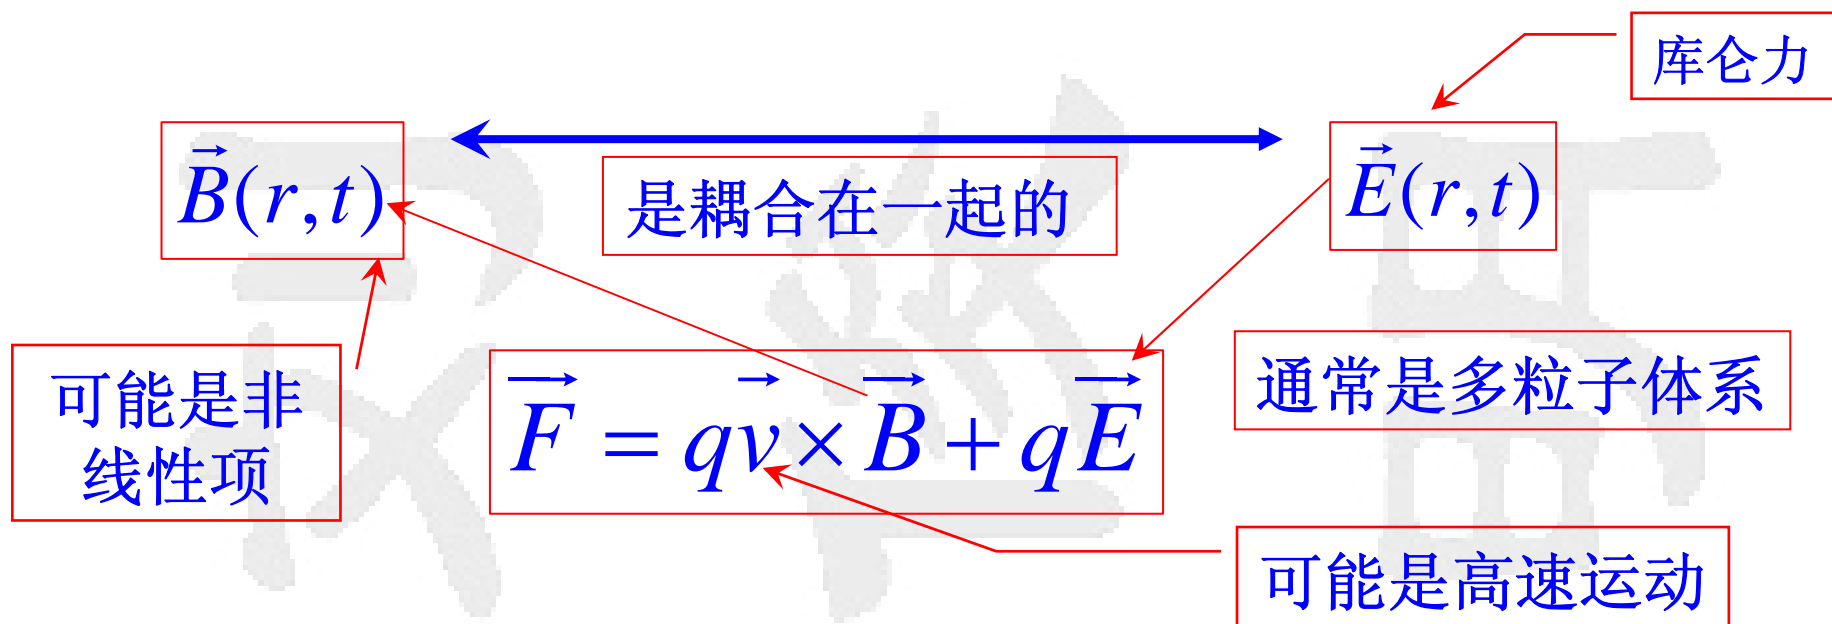 库仑力
B⃗(r,t)
是耦合在一起的
E⃗(r,t)
可能是非
线性项
F⃗ = qv⃗×B⃗ + qE⃗
通常是多粒子体系
可能是高速运动